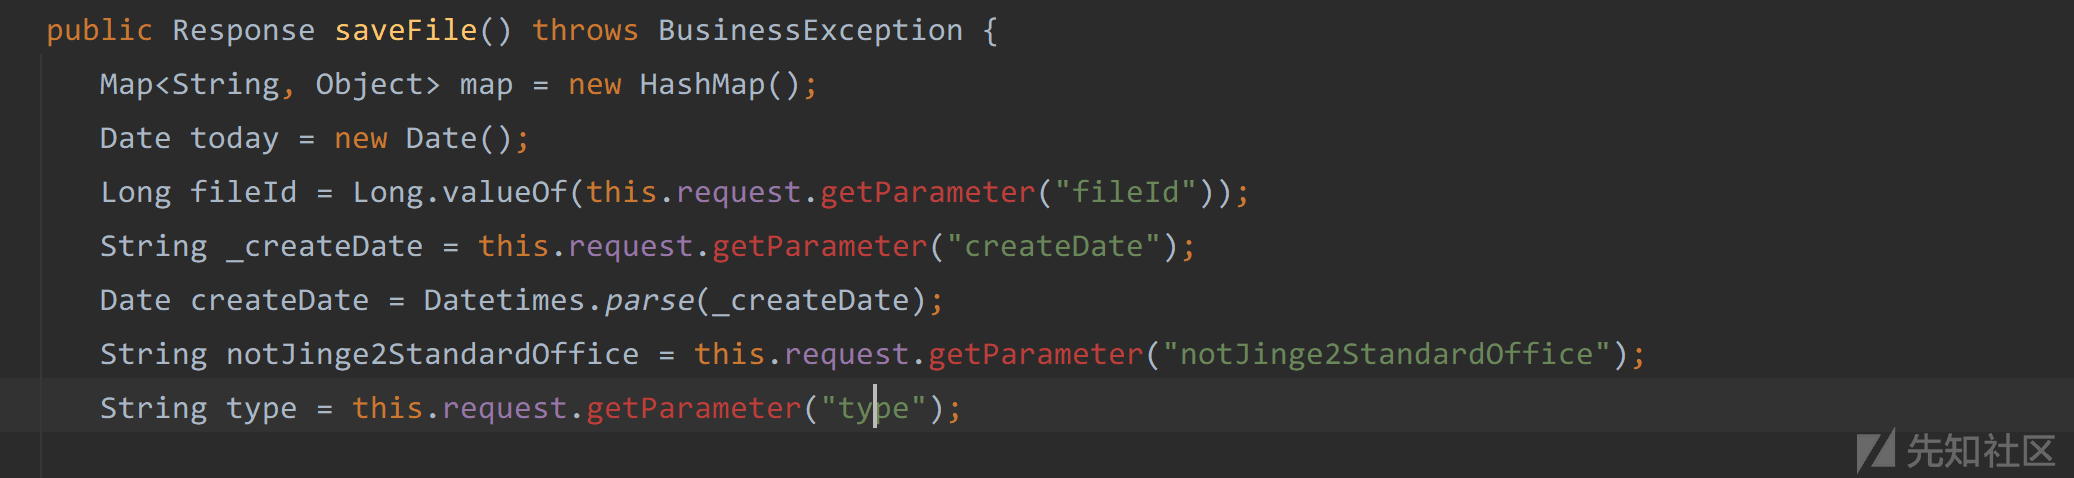 public Response saveFile() throws BusinessException {
Map<String, Object> map = new HashMap();
Date today = new Date();
Long fileId = Long.valueOf(this.request.getParameter("fileId"));
String _createDate = this.request.getParameter("createDate");
Date createDate = Datetimes.parse(_createDate);
String notJinge2StandardOffice = this.request.getParameter("notJinge2StandardOffice");
String type = this.request.getParameter("type");
先知社区